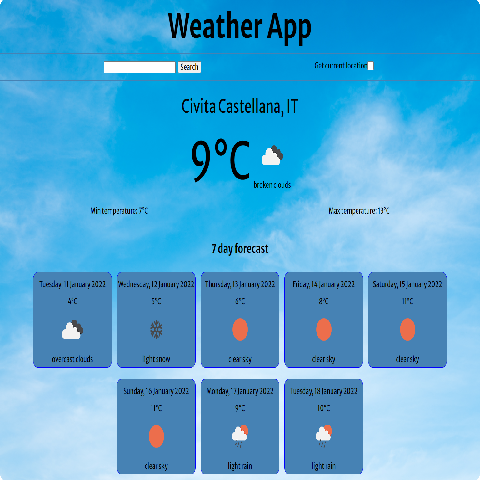 Weather App
Search
Get current location
Civita Castellana, IT
9°C
broken clouds
Min temperature: 7°C
Max temperature: 13°C
7 day forecast
Tuesday, 11 January 2022
4°C
overcast clouds
Wednesday, 12 January 2022
5°C
light snow
Thursday, 13 January 2022
6°C
clear sky
Friday, 14 January 2022
8°C
clear sky
Saturday, 15 January 2022
11°C
clear sky
Sunday, 16 January 2022
1°C
clear sky
Monday, 17 January 2022
9°C
light rain
Tuesday, 18 January 2022
10°C
light rain